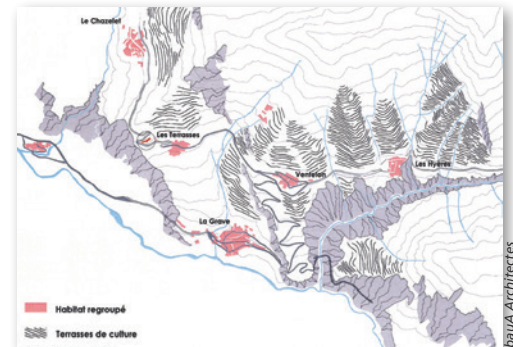 Le Chazelet
Les Terrasses
Ventelon
Les Hyères
La Grave
Habitat regroupé
Terrasses de culture
bauA Architectes